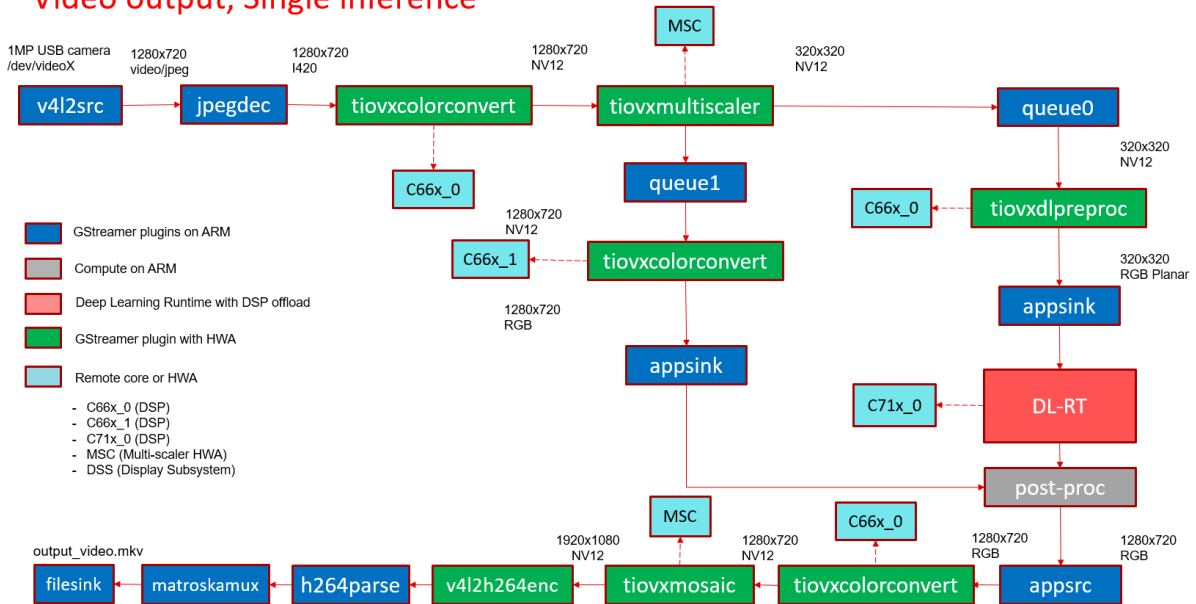 Video output, Single Inference
1MP USB camera
/dev/videoX
1280x720
video/jpeg
1280x720
I420
1280x720
NV12
MSC
320x320
NV12
v4l2src
jpegdec
tiovxcolorconvert
tiovxmultiscaler
queue0
320x320
NV12
C66x_0
queue1
C66x_0
tiovxdlpreproc
1280x720
NV12
C66x_1
tiovxcolorconvert
320x320
RGB Planar
1280x720
RGB
appsink
appsink
GStreamer plugins on ARM
Compute on ARM
Deep Learning Runtime with DSP offload
GStreamer plugin with HWA
Remote core or HWA
- C66x_0 (DSP)
- C66x_1 (DSP)
- C71x_0 (DSP)
- MSC (Multi-scaler HWA)
- DSS (Display Subsystem)
C71x_0
DL-RT
post-proc
MSC
C66x_0
output_video.mkv
1920x1080
NV12
1280x720
NV12
1280x720
RGB
1280x720
RGB
filesink
matroskamux
h264parse
v4l2h264enc
tiovxmosaic
tiovxcolorconvert
appsrc